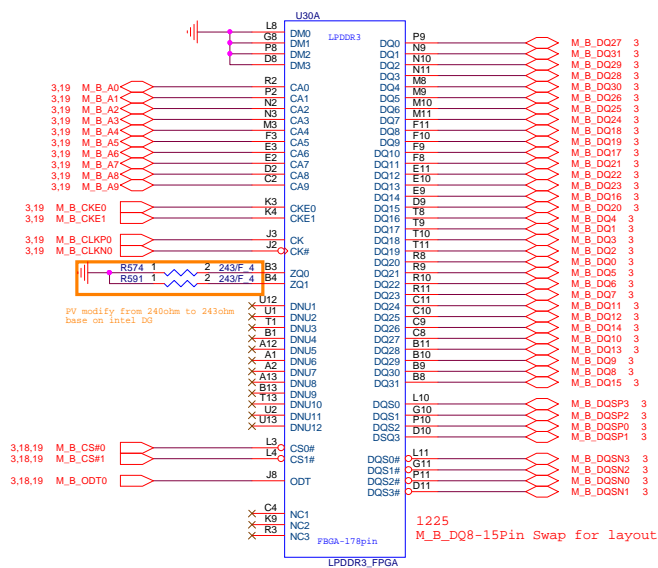 U30A
LPDDR3
L8 DM0
G8 DM1
P8 DM2
D8 DM3
3,19 M_B_A0 R2 CA0
3,19 M_B_A1 P2 CA1
3,19 M_B_A2 N2 CA2
3,19 M_B_A3 N3 CA3
3,19 M_B_A4 M3 CA4
3,19 M_B_A5 F3 CA5
3,19 M_B_A6 E3 CA6
3,19 M_B_A7 E2 CA7
3,19 M_B_A8 D2 CA8
3,19 M_B_A9 C2 CA9
3,19 M_B_CKE0 K3 CKE0
3,19 M_B_CKE1 K4 CKE1
3,19 M_B_CLKP0 J3 CK
3,19 M_B_CLKN0 J2 CK#
R574 1 2 243/F_4 B3 ZQ0
R591 1 2 243/F_4 B4 ZQ1
PV modify from 240ohm to 243ohm
base on intel DG
U12 DNU1
U1 DNU2
T1 DNU3
B1 DNU4
A12 DNU5
A1 DNU6
A2 DNU7
A13 DNU8
B13 DNU9
T13 DNU10
U2 DNU11
U13 DNU12
3,18,19 M_B_CS#0 L3 CS0#
3,18,19 M_B_CS#1 L4 CS1#
3,18,19 M_B_ODT0 J8 ODT
C4 NC1
K9 NC2
R3 NC3
DQ0 P9 M_B_DQ27 3
DQ1 N9 M_B_DQ31 3
DQ2 N10 M_B_DQ29 3
DQ3 N11 M_B_DQ28 3
DQ4 M8 M_B_DQ30 3
DQ5 M9 M_B_DQ26 3
DQ6 M10 M_B_DQ25 3
DQ7 M11 M_B_DQ24 3
DQ8 F11 M_B_DQ18 3
DQ9 F10 M_B_DQ19 3
DQ10 F9 M_B_DQ17 3
DQ11 F8 M_B_DQ21 3
DQ12 E11 M_B_DQ22 3
DQ13 E10 M_B_DQ23 3
DQ14 E9 M_B_DQ16 3
DQ15 D9 M_B_DQ20 3
DQ16 T8 M_B_DQ4 3
DQ17 T9 M_B_DQ1 3
DQ18 T10 M_B_DQ3 3
DQ19 T11 M_B_DQ2 3
DQ20 R8 M_B_DQ0 3
DQ21 R9 M_B_DQ5 3
DQ22 R10 M_B_DQ6 3
DQ23 R11 M_B_DQ7 3
DQ24 C11 M_B_DQ11 3
DQ25 C10 M_B_DQ12 3
DQ26 C9 M_B_DQ14 3
DQ27 C8 M_B_DQ10 3
DQ28 B11 M_B_DQ13 3
DQ29 B10 M_B_DQ9 3
DQ30 B9 M_B_DQ8 3
DQ31 B8 M_B_DQ15 3
DQS0 L10 M_B_DQSP3 3
DQS1 G10 M_B_DQSP2 3
DQS2 P10 M_B_DQSP0 3
DSQ3 D10 M_B_DQSP1 3
DQS0# L11 M_B_DQSN3 3
DQS1# G11 M_B_DQSN2 3
DQS2# P11 M_B_DQSN0 3
DQS3# D11 M_B_DQSN1 3
1225
M_B_DQ8-15Pin Swap for layout
FBGA-178pin
LPDDR3_FPGA